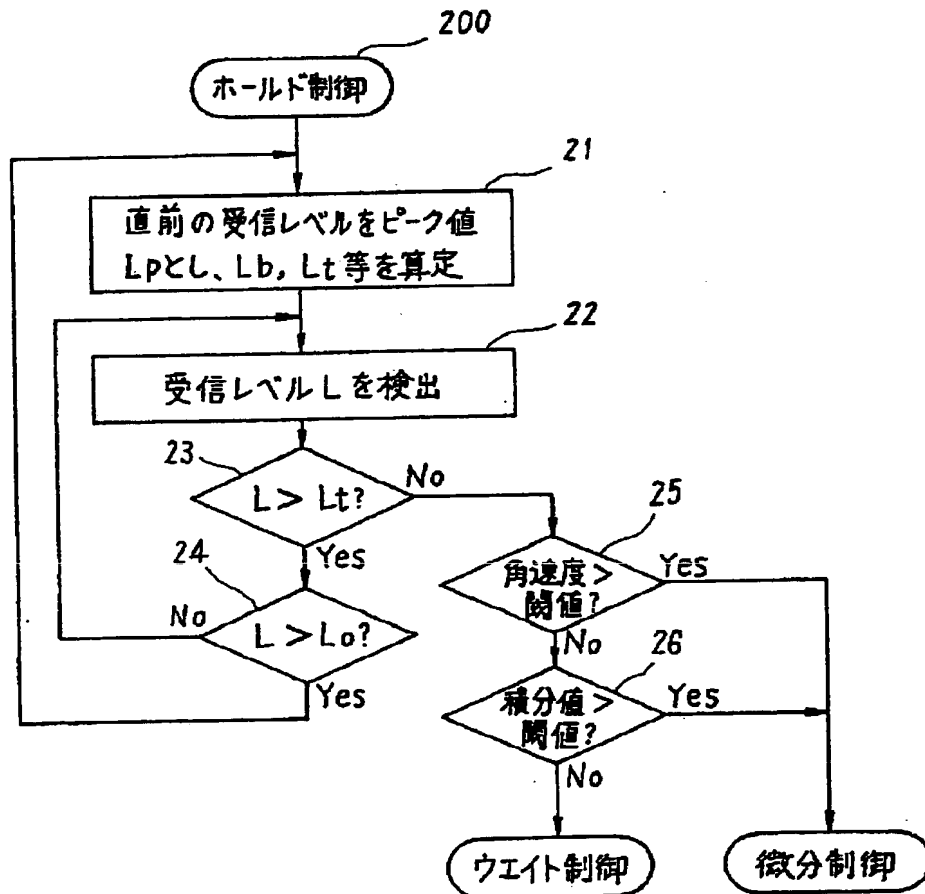 200
ホールド制御
21
直前の受信レベルをピーク値
Lpとし、Lb, Lt等を算定
22
受信レベルLを検出
23
L > Lt?
No
Yes
24
L > Lo?
No
Yes
25
角速度>
閾値?
Yes
No
26
積分値>
閾値?
Yes
No
ウエイト制御
微分制御